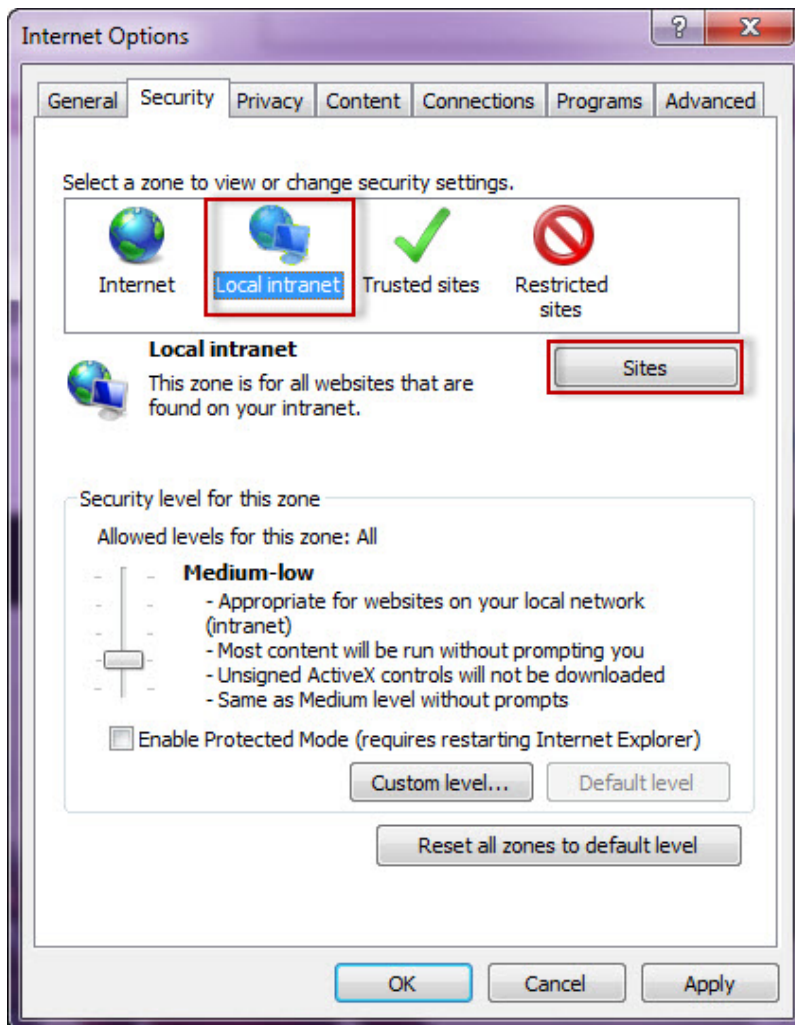 Internet Options
General Security Privacy Content Connections Programs Advanced
Select a zone to view or change security settings.
Internet Local intranet Trusted sites Restricted
sites
Local intranet
Sites
This zone is for all websites that are
found on your intranet.
Security level for this zone
Allowed levels for this zone: All
Medium-low
- Appropriate for websites on your local network
(intranet)
- Most content will be run without prompting you
- Unsigned ActiveX controls will not be downloaded
- Same as Medium level without prompts
Enable Protected Mode (requires restarting Internet Explorer)
Custom level... Default level
Reset all zones to default level
OK Cancel Apply